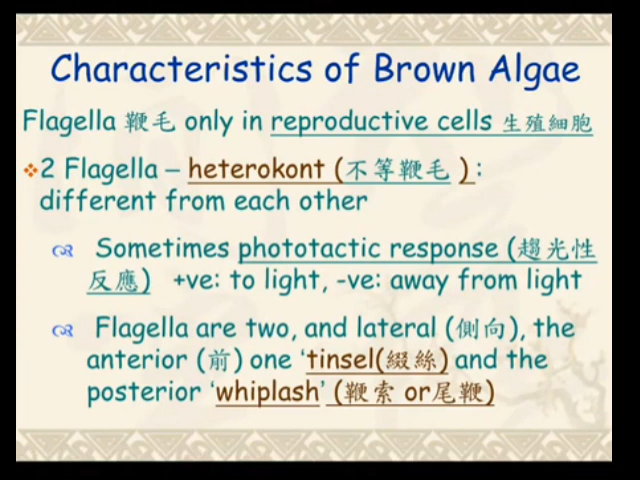 Characteristics of Brown Algae
Flagella 鞭毛 only in reproductive cells 生殖細胞
2 Flagella – heterokont (不等鞭毛 ) :
different from each other
Sometimes phototactic response (趨光性
反應) +ve: to light, -ve: away from light
Flagella are two, and lateral (側向), the
anterior (前) one ‘tinsel(綴絲) and the
posterior ‘whiplash’ (鞭索 or尾鞭)